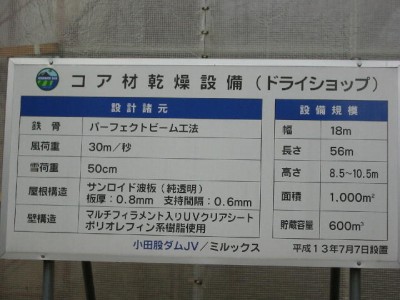 コア材乾燥設備(ドライショップ)
設計諸元
鉄骨 パーフェクトビーム工法
風荷重 30m/秒
雪荷重 50cm
屋根構造 サンロイド波板(純透明)
板厚:0.8mm 支持間隔:0.6mm
壁構造 マルチフィラメント入りUVクリアシート
ポリオレフィン系樹脂使用
設備規模
幅 18m
長さ 56m
高さ 8.5~10.5m
面積 1,000m²
貯蔵容量 600m³
小田股ダムJV/ミルックス
平成13年7月7日設置